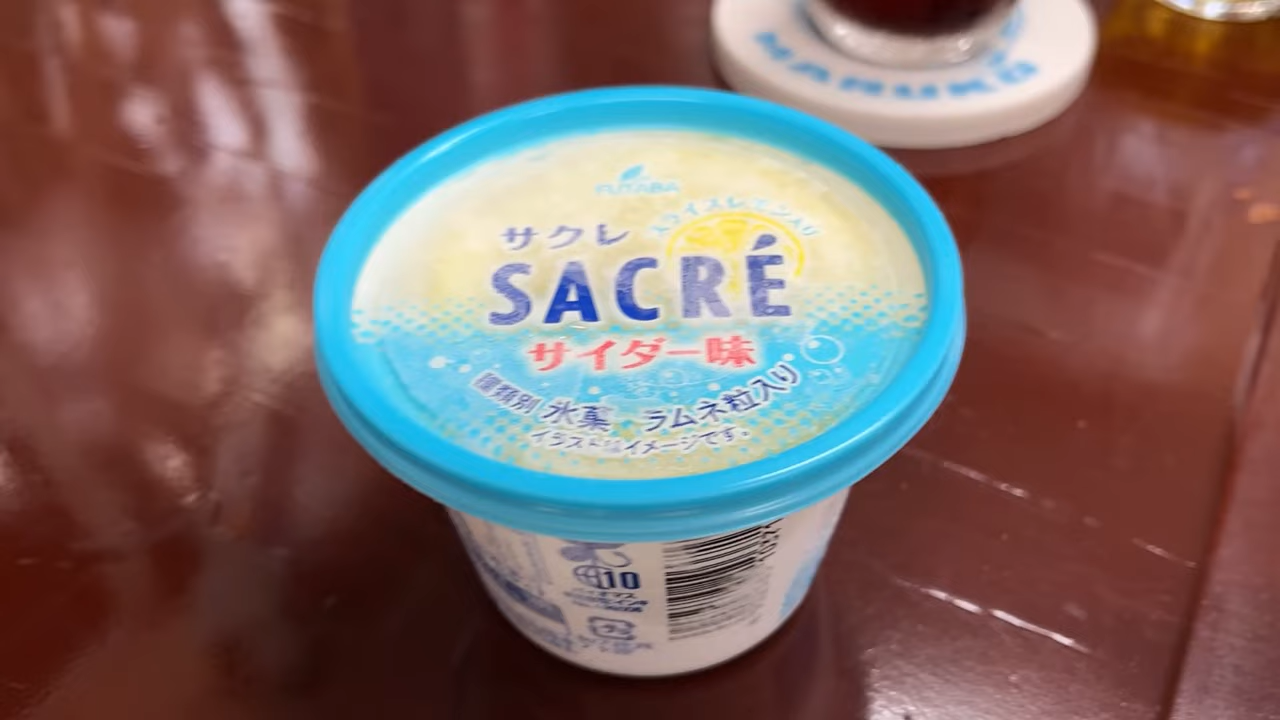 FUTABA
スライスレモン入り
サクレ
SACRÉ
サイダー味
種類別 氷菓 ラムネ粒入り
イラストはイメージです。
10